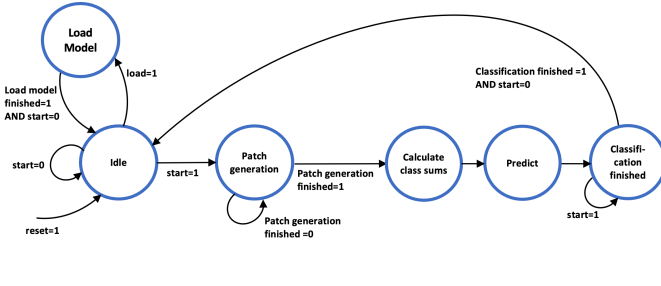 Load
Model
load=1
Load model
finished=1
AND start=0
Classification finished =1
AND start=0
start=0
Idle
start=1
Patch
generation
Patch generation
finished=1
Calculate
class sums
Predict
Classifi-
cation
finished
reset=1
Patch generation
finished =0
start=1